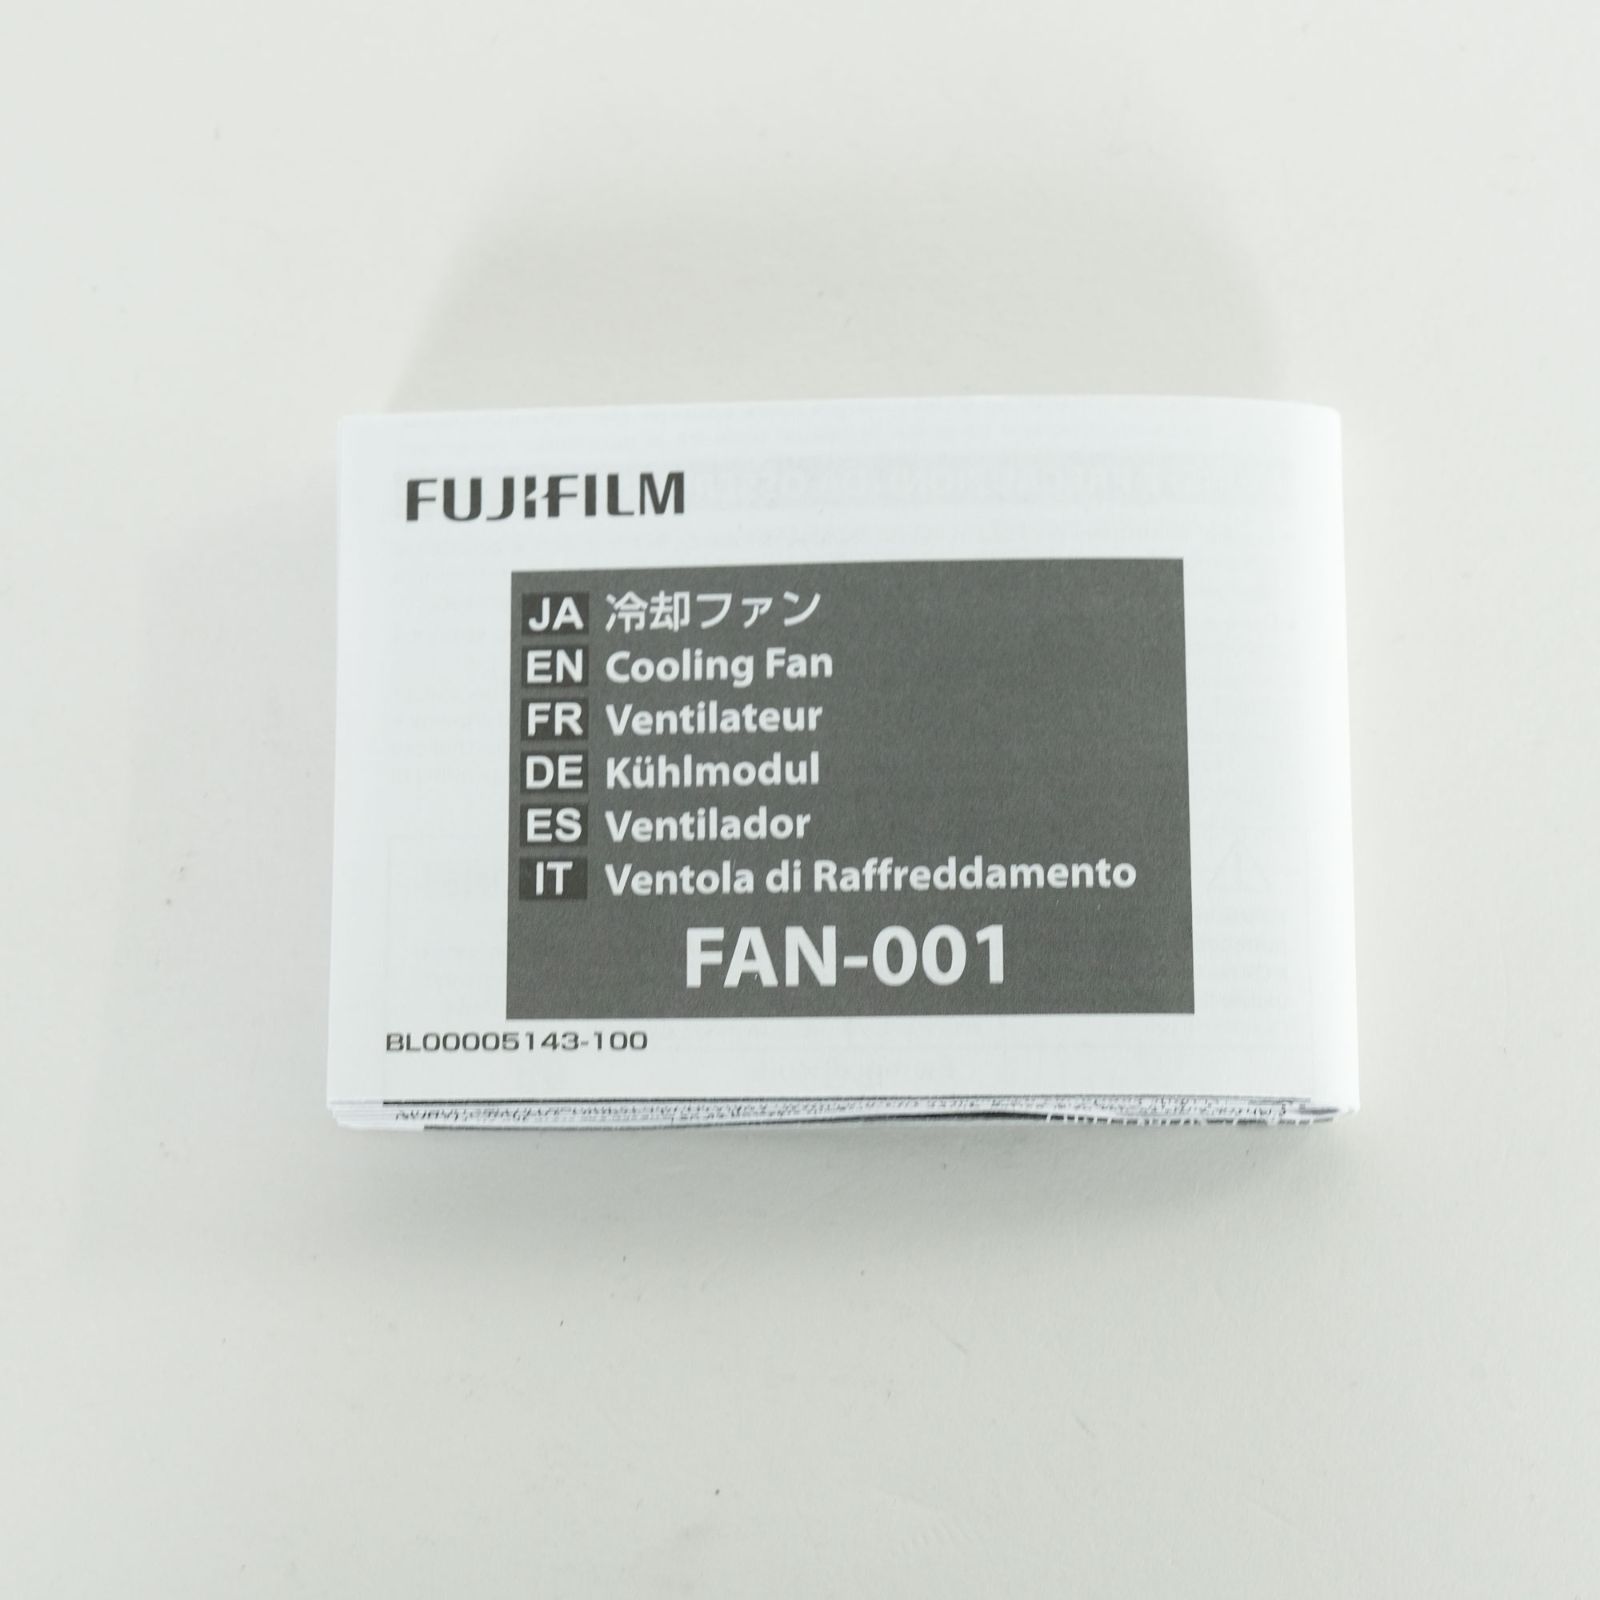 FUJIFILM
JA 冷却ファン
EN Cooling Fan
FR Ventilateur
DE Kühlmodul
ES Ventilador
IT Ventola di Raffreddamento
FAN-001
BL00005143-100